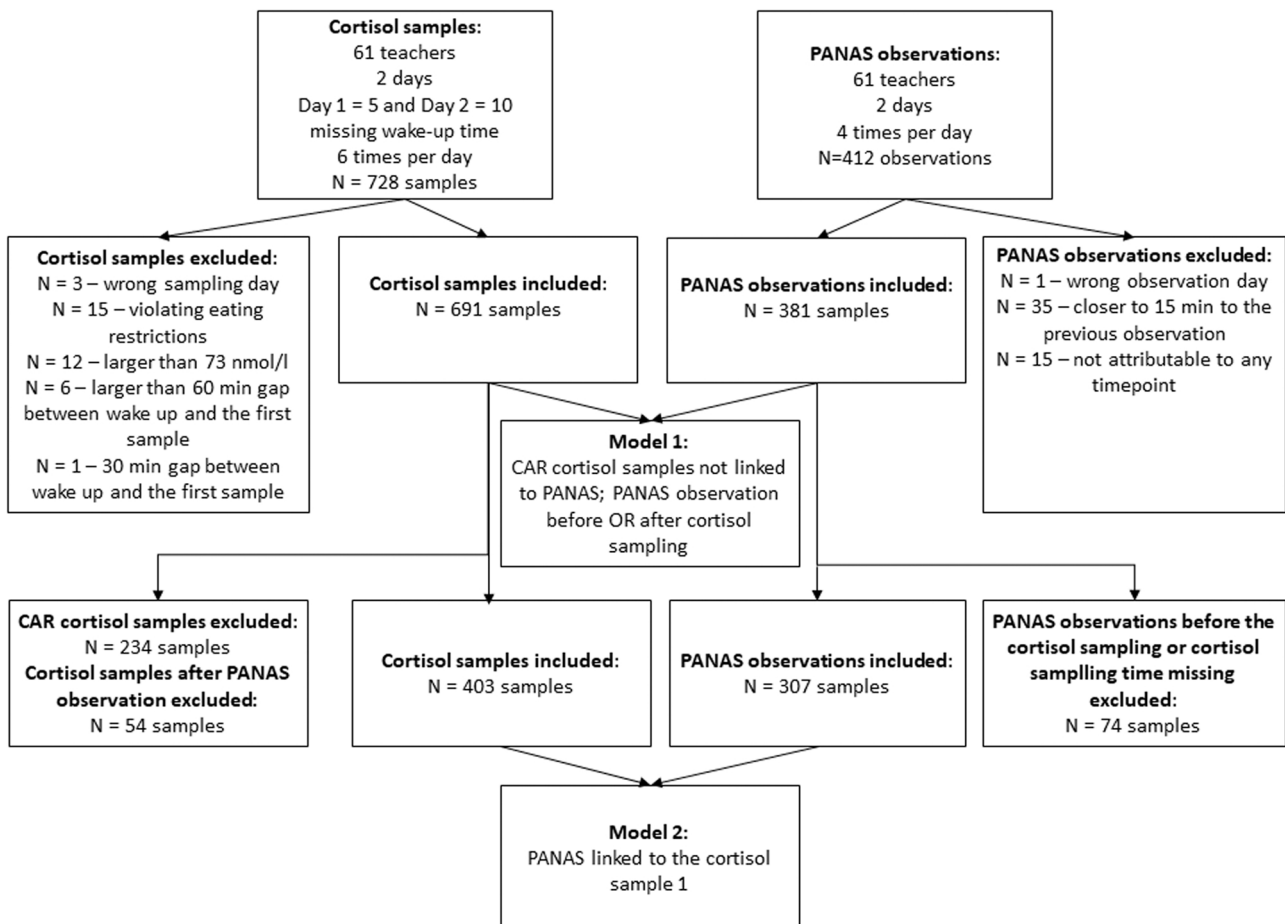 Cortisol samples:
61 teachers
2 days
Day 1 = 5 and Day 2 = 10
missing wake-up time
6 times per day
N = 728 samples
PANAS observations:
61 teachers
2 days
4 times per day
N=412 observations
Cortisol samples excluded:
N = 3 – wrong sampling day
N = 15 – violating eating
restrictions
N = 12 – larger than 73 nmol/l
N = 6 – larger than 60 min gap
between wake up and the first
sample
N = 1 – 30 min gap between
wake up and the first sample
Cortisol samples included:
N = 691 samples
PANAS observations included:
N = 381 samples
PANAS observations excluded:
N = 1 – wrong observation day
N = 35 – closer to 15 min to the
previous observation
N = 15 – not attributable to any
timepoint
Model 1:
CAR cortisol samples not linked
to PANAS; PANAS observation
before OR after cortisol
sampling
CAR cortisol samples excluded:
N = 234 samples
Cortisol samples after PANAS
observation excluded:
N = 54 samples
Cortisol samples included:
N = 403 samples
PANAS observations included:
N = 307 samples
PANAS observations before the
cortisol sampling or cortisol
samplling time missing
excluded:
N = 74 samples
Model 2:
PANAS linked to the cortisol
sample 1